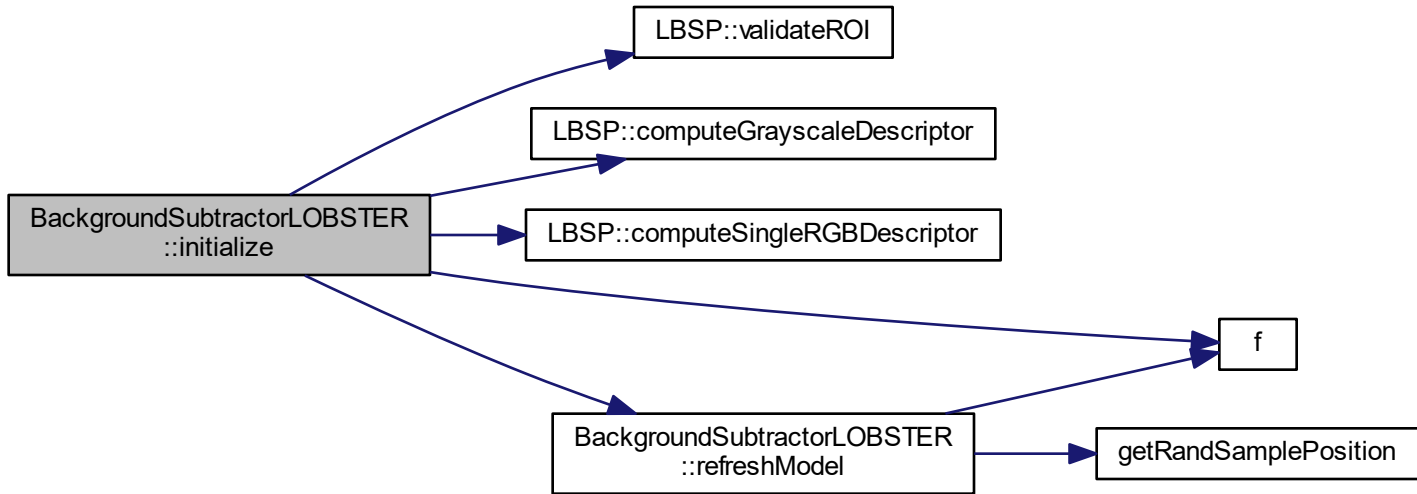 LBSP::validateROI
LBSP::computeGrayscaleDescriptor
BackgroundSubtractorLOBSTER
::initialize
LBSP::computeSingleRGBDescriptor
f
BackgroundSubtractorLOBSTER
::refreshModel
getRandSamplePosition